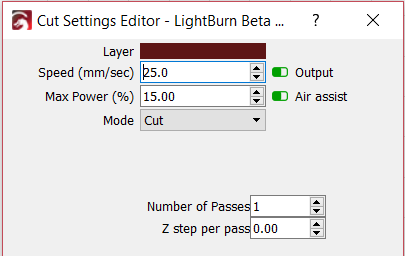 Cut Settings Editor - LightBurn Beta ... ? ×
Layer
Speed (mm/sec) 25.0 Output
Max Power (%) 15.00 Air assist
Mode Cut
Number of Passes 1
Z step per pass 0.00